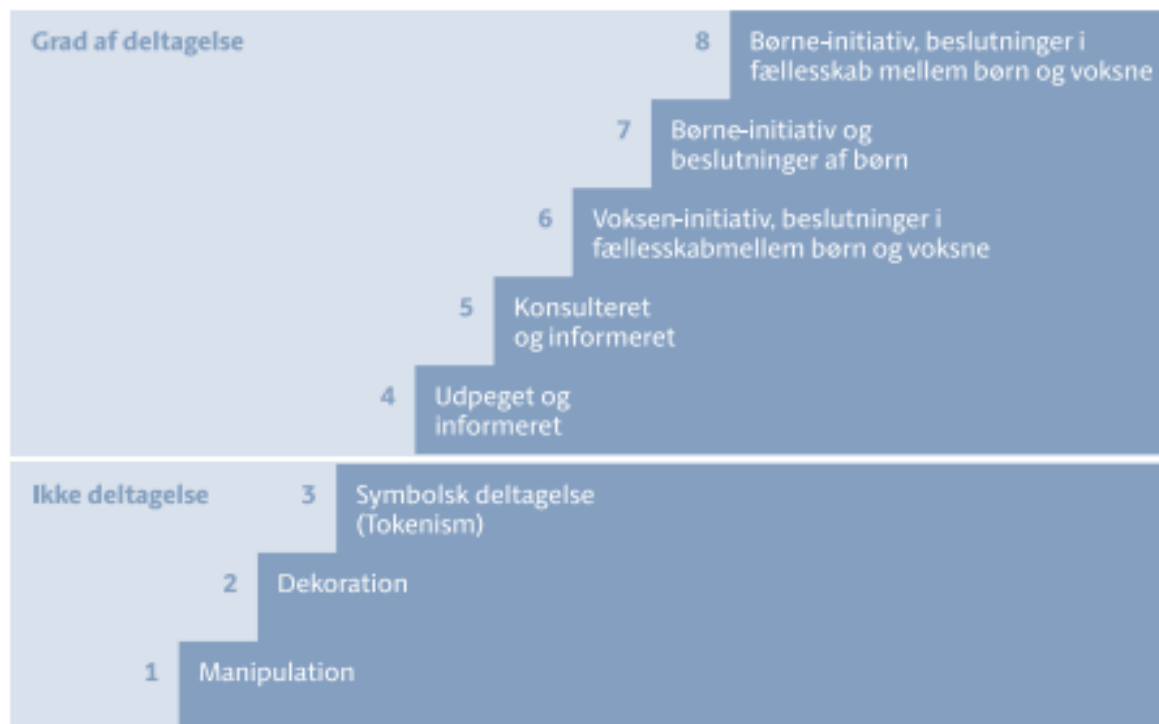 Grad af deltagelse
8
Børne-initiativ, beslutninger i
fællesskab mellem børn og voksne
7
Børne-initiativ og
beslutninger af børn
6
Voksen-initiativ, beslutninger i
fællesskabmellem børn og voksne
5
Konsulteret
og informeret
4
Udpeget og
informeret
Ikke deltagelse
3
Symbolsk deltagelse
(Tokenism)
2
Dekoration
1
Manipulation